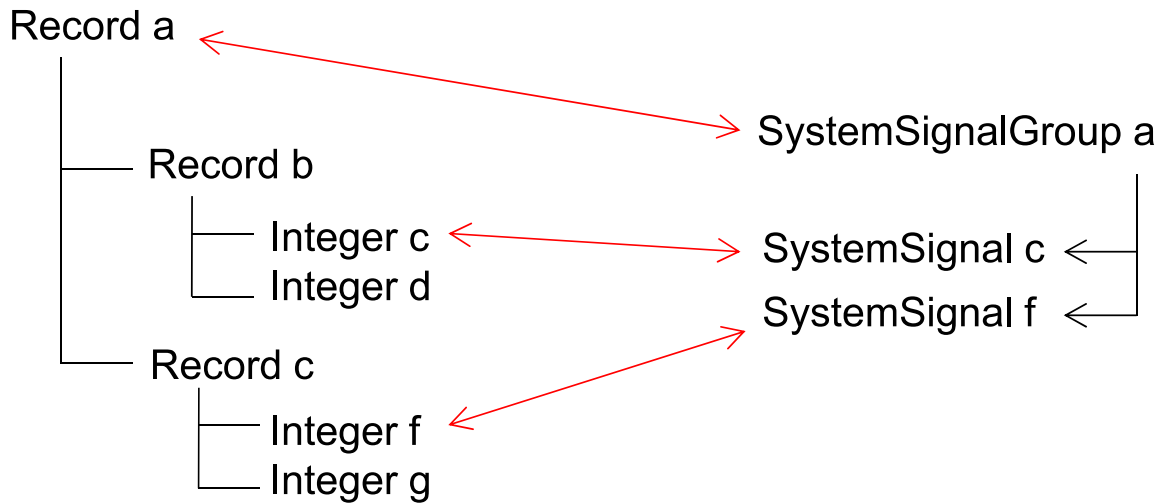 Record a
SystemSignalGroup a
Record b
Integer c
SystemSignal c
Integer d
SystemSignal f
Record c
Integer f
Integer g